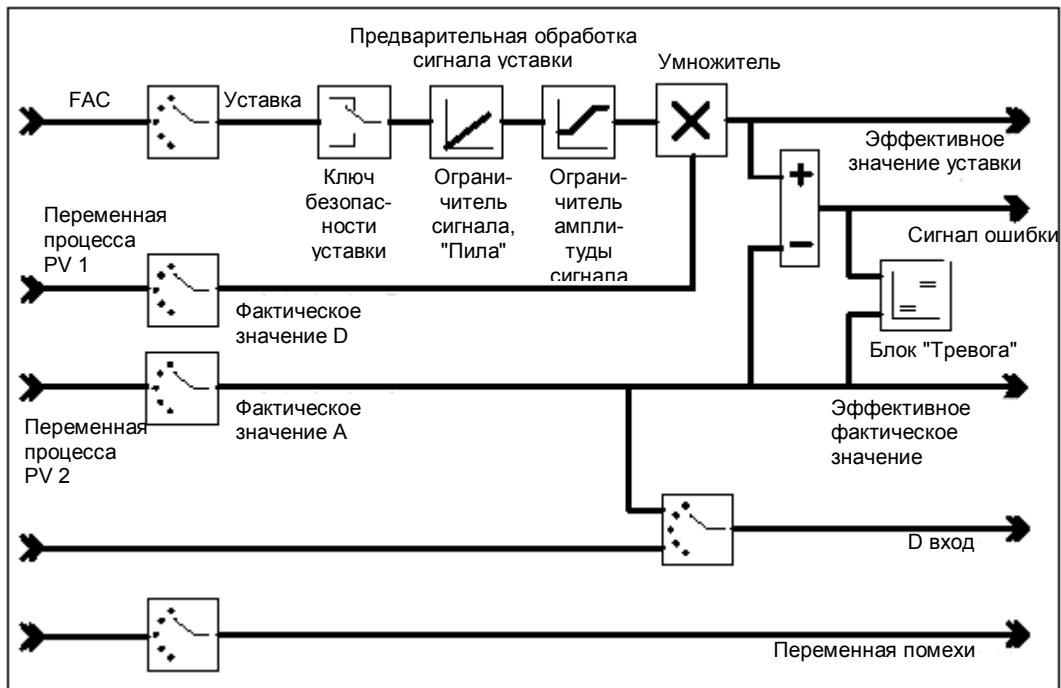 Предварительная обработка
сигнала уставки
Умножитель
FAC
Уставка
Эффективное
значение уставки
Ключ
безопас-
ности
уставки
Ограни-
читель
сигнала,
"Пила"
Ограни-
читель
ампли-
туды
сигнала
Переменная
процесса
PV 1
Сигнал ошибки
Фактическое
значение D
Блок "Тревога"
Переменная
процесса
PV 2
Фактическое
значение A
Эффективное
фактическое
значение
D вход
Переменная помехи